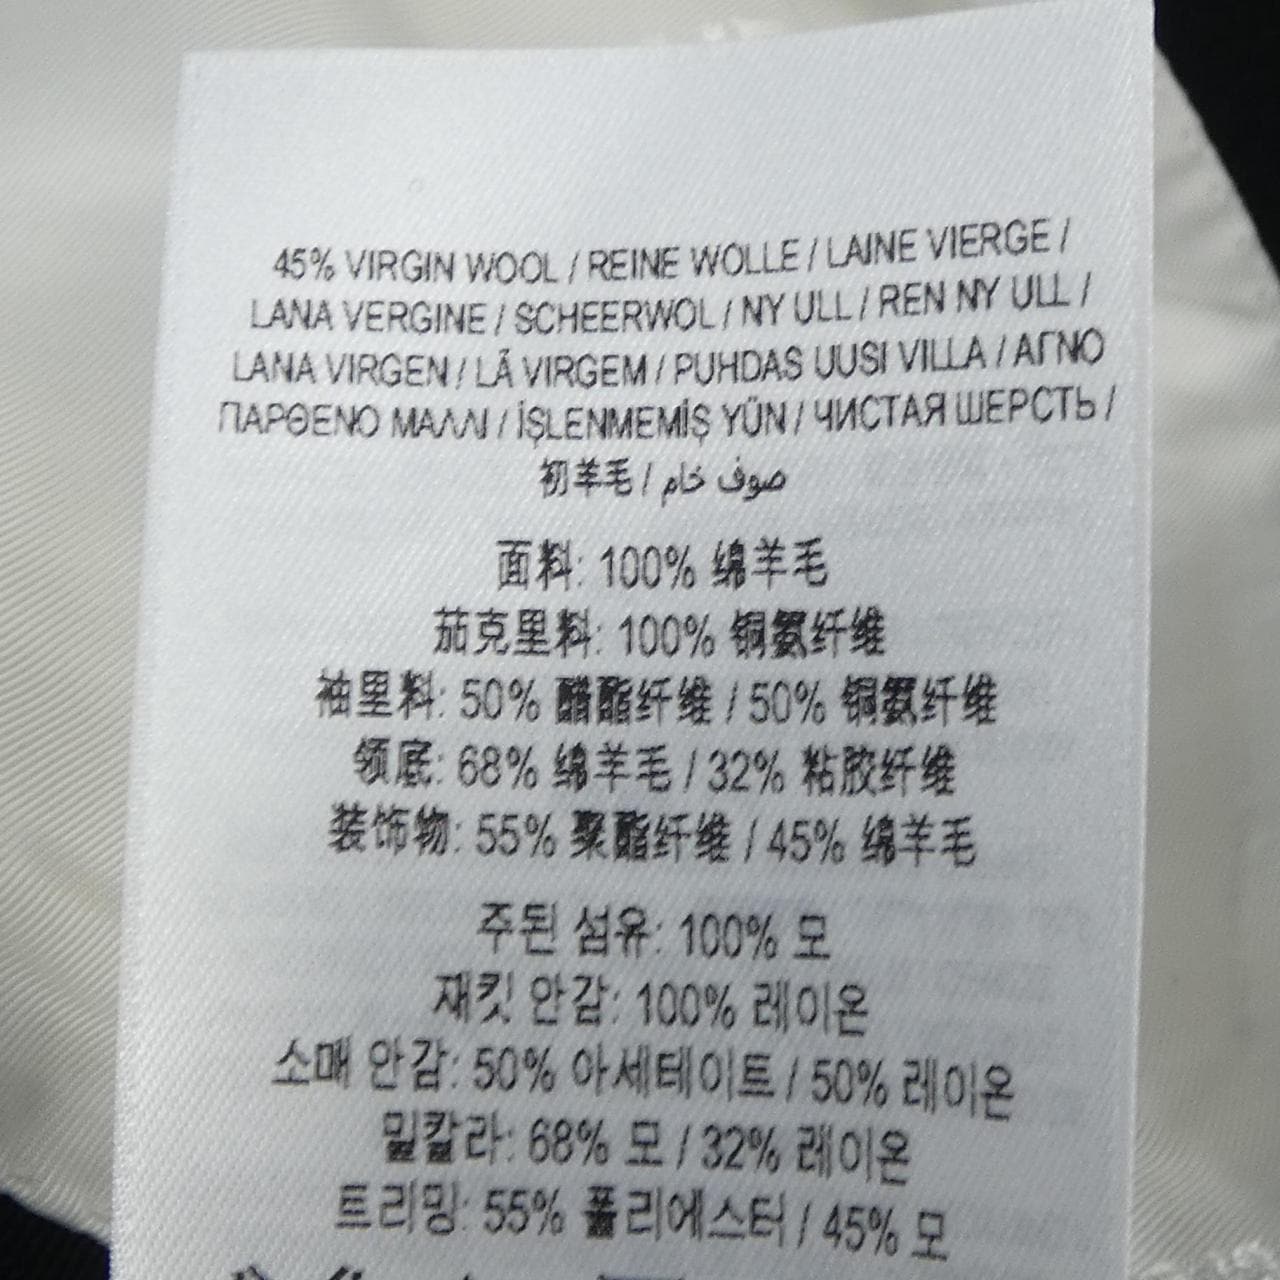 45% VIRGIN WOOL / REINE WOLLE / LAINE VIERGE /
LANA VERGINE / SCHEERWOL / NY ULL / REN NY ULL /
LANA VIRGEN / LÃ VIRGEM / PUHDAS UUSI VILLA / ΑΓΝΟ
ΠΑΡΘΕΝΟ ΜΑΛΛΙ / İŞLENMEMİŞ YÜN / ЧИСТАЯ ШЕРСТЬ /
初羊毛 / صوف خام
面料: 100% 绵羊毛
茄克里料: 100% 铜氨纤维
袖里料: 50% 醋酯纤维 / 50% 铜氨纤维
领底: 68% 绵羊毛 / 32% 粘胶纤维
装饰物: 55% 聚酯纤维 / 45% 绵羊毛
주된 섬유: 100% 모
재킷 안감: 100% 레이온
소매 안감: 50% 아세테이트 / 50% 레이온
밑칼라: 68% 모 / 32% 레이온
트리밍: 55% 폴리에스터 / 45% 모